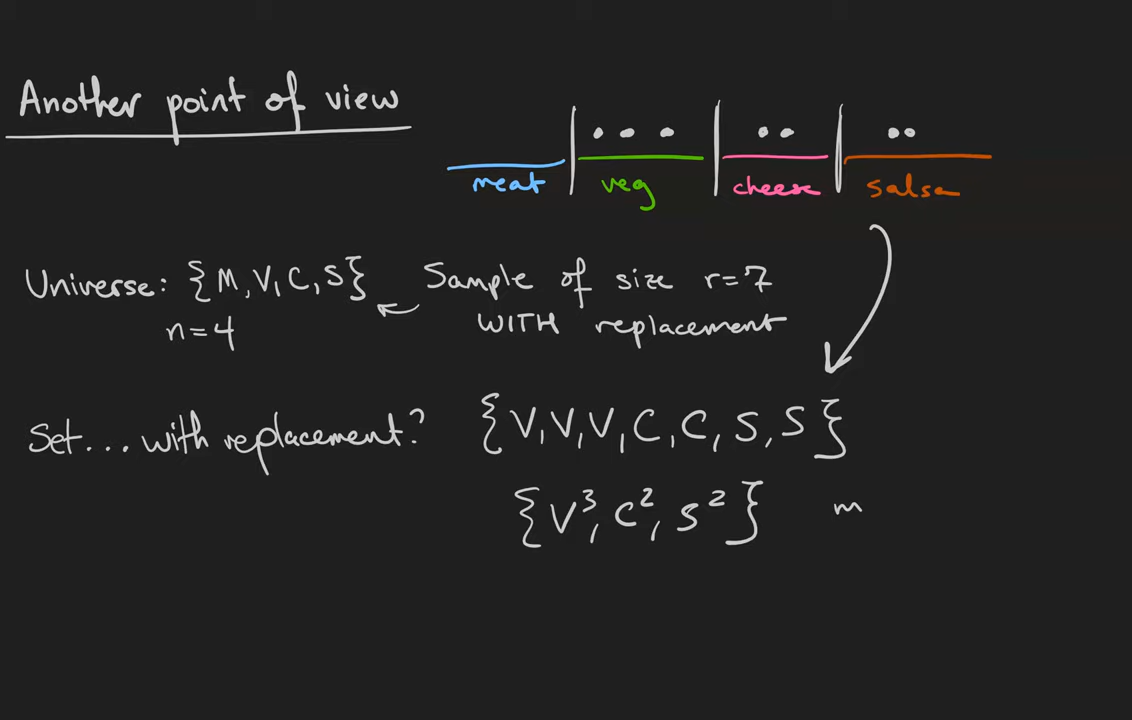 Another point of view
meat veg cheese salsa
Universe: {M, V, C, S} Sample of size r=7
n=4 WITH replacement
Set... with replacement? {V, V, V, C, C, S, S}
{V³, C², S²} m